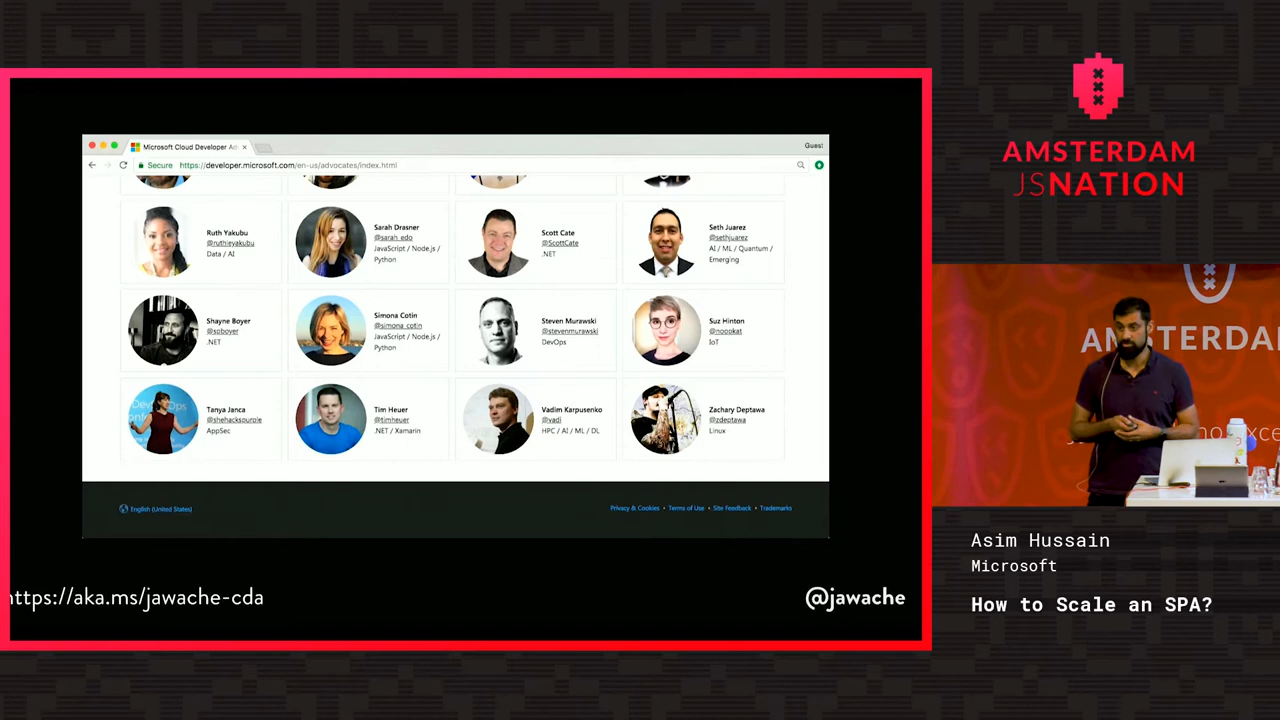 Microsoft Cloud Developer Ad
Guest
Secure
https://developer.microsoft.com/en-us/advocates/index.html
Ruth Yakubu
@ruthieyakubu
Data / AI
Sarah Drasner
@sarah_edo
JavaScript / Node.js /
Python
Scott Cate
@ScottCate
.NET
Seth Juarez
@sethjuarez
AI / ML / Quantum /
Emerging
Shayne Boyer
@spboyer
.NET
Simona Cotin
@simona_cotin
JavaScript / Node.js /
Python
Steven Murawski
@stevenmurawski
DevOps
Suz Hinton
@noopkat
IoT
Tanya Janca
@shehackspurple
AppSec
Tim Heuer
@timheuer
.NET / Xamarin
Vadim Karpusenko
@vadi
HPC / AI / ML / DL
Zachary Deptawa
@zdeptawa
Linux
English (United States)
Privacy & Cookies • Terms of Use • Site Feedback • Trademarks
https://aka.ms/jawache-cda
@jawache
AMSTERDAM
JSNATION
AMSTERDA
Asim Hussain
Microsoft
How to Scale an SPA?